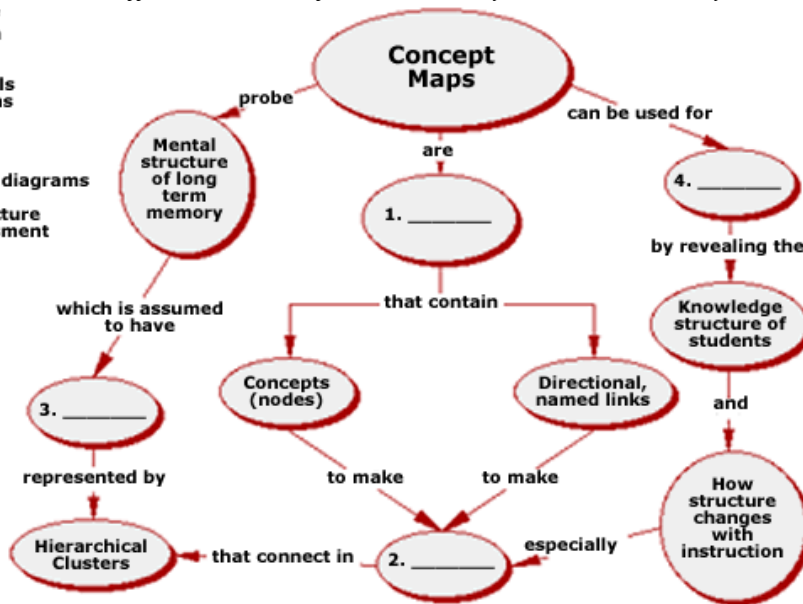 Concept
Maps
probe
can be used for
are
Mental
structure
of long
term
memory
diagrams
1. _______
4. _______
by revealing the
which is assumed
to have
that contain
Knowledge
structure of
students
Concepts
(nodes)
Directional,
named links
3. _______
and
represented by
to make
to make
How
structure
changes
with
instruction
Hierarchical
Clusters
that connect in
2. _______
especially